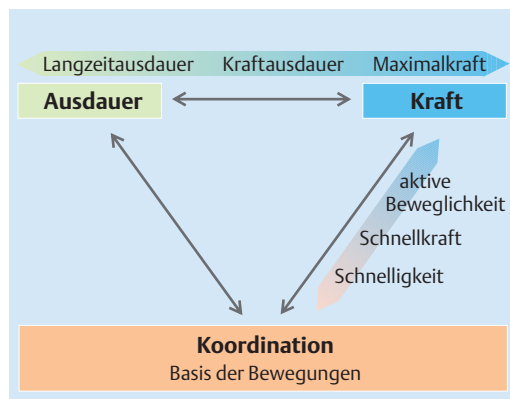 Langzeitausdauer Kraftausdauer Maximalkraft
Ausdauer Kraft
aktive
Beweglichkeit
Schnellkraft
Schnelligkeit
Koordination
Basis der Bewegungen